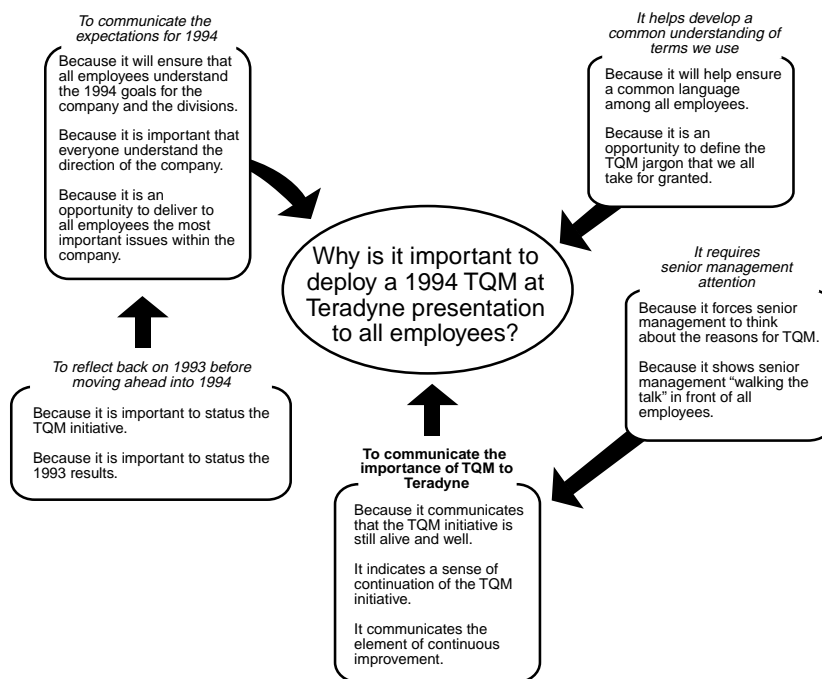 To communicate the
expectations for 1994
Because it will ensure that
all employees understand
the 1994 goals for the
company and the divisions.
Because it is important that
everyone understand the
direction of the company.
Because it is an
opportunity to deliver to
all employees the most
important issues within the
company.
It helps develop a
common understanding of
terms we use
Because it will help ensure
a common language
among all employees.
Because it is an
opportunity to define the
TQM jargon that we all
take for granted.
Why is it important to
deploy a 1994 TQM at
Teradyne presentation
to all employees?
It requires
senior management
attention
Because it forces senior
management to think
about the reasons for TQM.
Because it shows senior
management “walking the
talk” in front of all
employees.
To reflect back on 1993 before
moving ahead into 1994
Because it is important to status the
TQM initiative.
Because it is important to status the
1993 results.
To communicate the
importance of TQM to
Teradyne
Because it communicates
that the TQM initiative is
still alive and well.
It indicates a sense of
continuation of the TQM
initiative.
It communicates the
element of continuous
improvement.